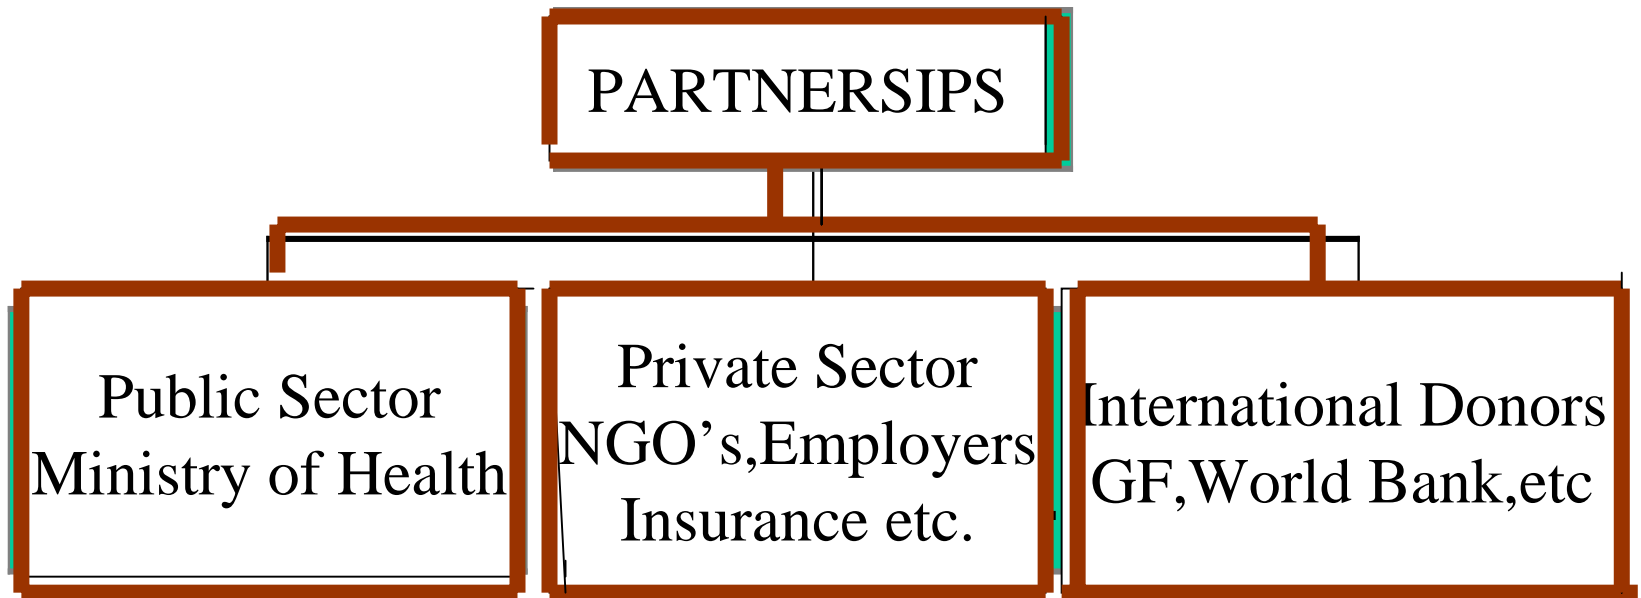 PARTNERSIPS
Public Sector
Ministry of Health
Private Sector
NGO’s,Employers
Insurance etc.
International Donors
GF,World Bank,etc